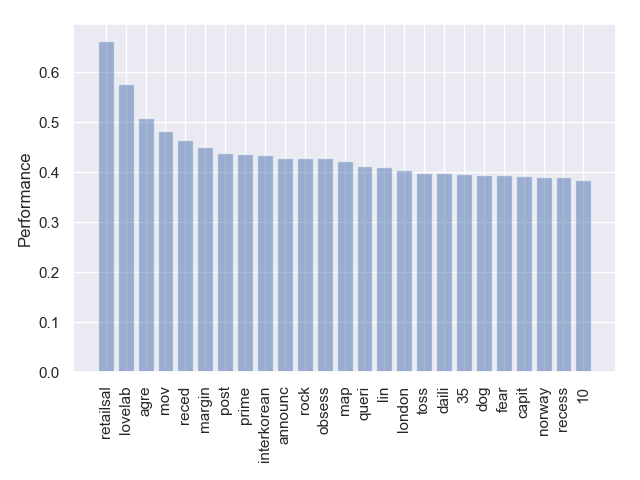 Performance
0.6
0.5
0.4
0.3
0.2
0.1
0.0
retailsal
lovelab
agre
mov
reced
margin
post
prime
interkorean
announc
rock
obsess
map
queri
lin
london
toss
daili
35
dog
fear
capit
norway
recess
10